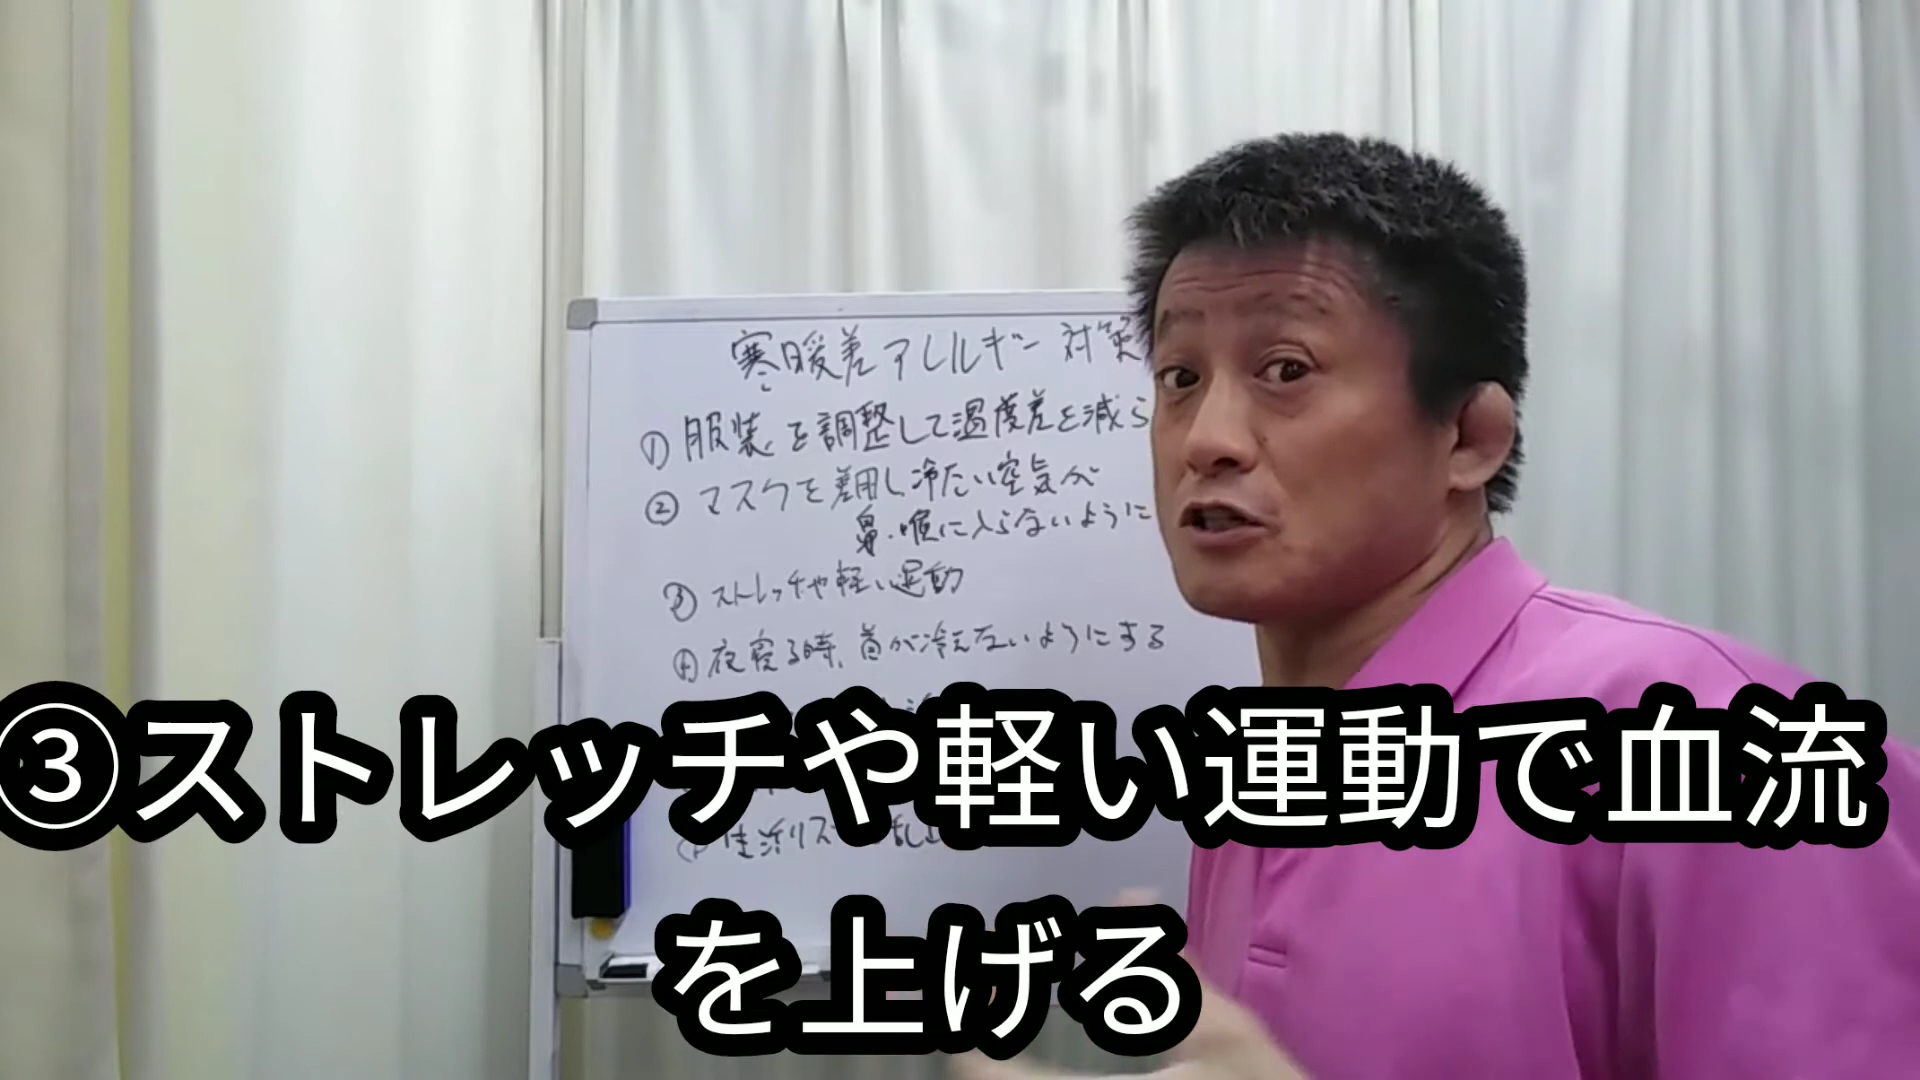 寒暖差アレルギー 対策
①服装を調整して温度差を減ら
②マスクを着用し冷たい空気が
鼻・喉に入らないように
③ストレッチや軽い運動
④夜寝る時、首が冷えないようにする
生活リズ
③ストレッチや軽い運動で血流
を上げる